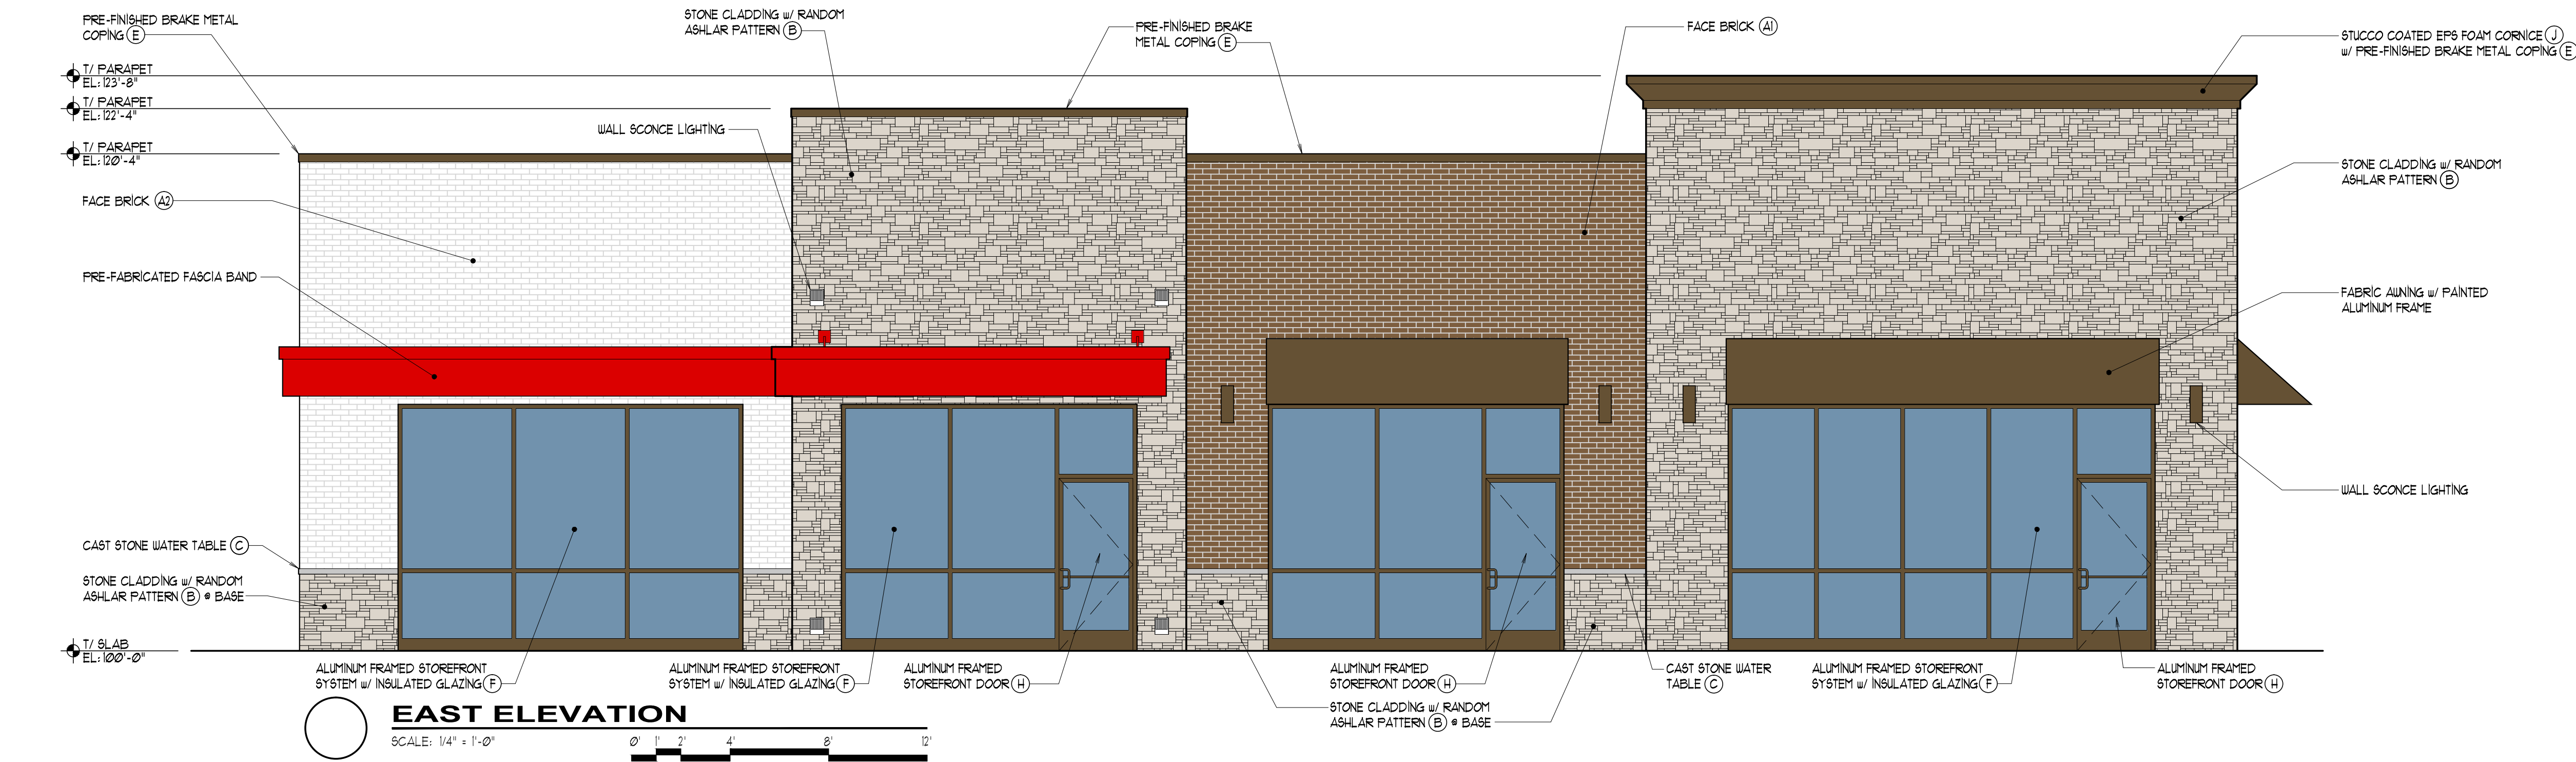 PRE-FINISHED BRAKE METAL
COPING E
STONE CLADDING w/ RANDOM
ASHLAR PATTERN B
PRE-FINISHED BRAKE
METAL COPING E
FACE BRICK A1
STUCCO COATED EPS FOAM CORNICE J
w/ PRE-FINISHED BRAKE METAL COPING E
T/ PARAPET
EL: 123'-8"
T/ PARAPET
EL: 122'-4"
WALL SCONCE LIGHTING
T/ PARAPET
EL: 120'-4"
STONE CLADDING w/ RANDOM
ASHLAR PATTERN B
FACE BRICK A2
PRE-FABRICATED FASCIA BAND
FABRIC AWNING w/ PAINTED
ALUMINUM FRAME
WALL SCONCE LIGHTING
CAST STONE WATER TABLE C
STONE CLADDING w/ RANDOM
ASHLAR PATTERN B @ BASE
T/ SLAB
EL: 100'-0"
ALUMINUM FRAMED STOREFRONT
SYSTEM w/ INSULATED GLAZING F
ALUMINUM FRAMED STOREFRONT
SYSTEM w/ INSULATED GLAZING F
ALUMINUM FRAMED
STOREFRONT DOOR H
ALUMINUM FRAMED
STOREFRONT DOOR H
CAST STONE WATER
TABLE C
ALUMINUM FRAMED STOREFRONT
SYSTEM w/ INSULATED GLAZING F
ALUMINUM FRAMED
STOREFRONT DOOR H
STONE CLADDING w/ RANDOM
ASHLAR PATTERN B @ BASE
EAST ELEVATION
SCALE: 1/4" = 1'-0"
0' 1' 2' 4' 8' 12'